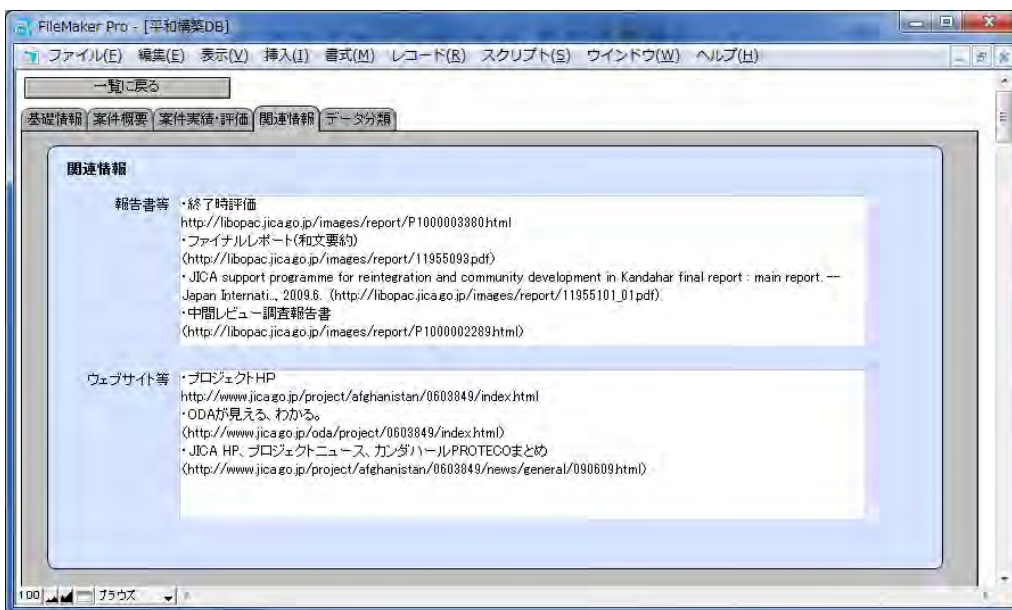 FileMaker Pro - [平和構築DB]
ファイル(F) 編集(E) 表示(V) 挿入(I) 書式(M) レコード(R) スクリプト(S) ウインドウ(W) ヘルプ(H)
一覧に戻る
基礎情報 案件概要 案件実績・評価 関連情報 データ分類
関連情報
報告書等 ・終了時評価
http://libopac.jica.go.jp/images/report/P1000003380.html
・ファイナルレポート(和文要約)
(http://libopac.jica.go.jp/images/report/11955093.pdf)
・JICA support programme for reintegration and community development in Kandahar final report : main report. --
Japan Internati.., 2009.6. (http://libopac.jica.go.jp/images/report/11955101_01.pdf)
・中間レビュー調査報告書
(http://libopac.jica.go.jp/images/report/P1000002289.html)
ウェブサイト等 ・プロジェクトHP
http://www.jica.go.jp/project/afghanistan/0603849/index.html
・ODAが見える、わかる。
(http://www.jica.go.jp/oda/project/0603849/index.html)
・JICA HP、プロジェクトニュース、カンダハールPROTECOまとめ
(http://www.jica.go.jp/project/afghanistan/0603849/news/general/090609.html)
100 ブラウズ